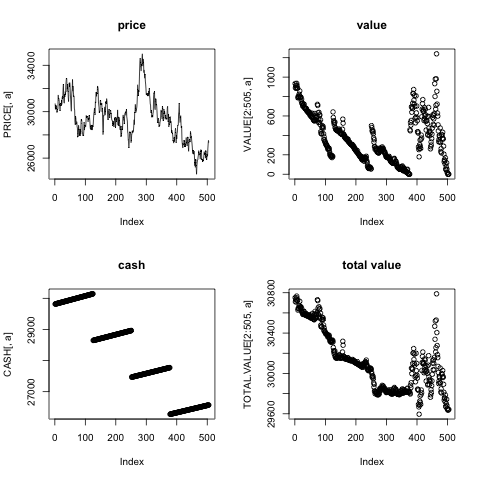 price
PRICE[, a]
26000 30000 34000
0 100 200 300 400 500
Index
value
VALUE[2:505, a]
0 200 600 1000
0 100 200 300 400 500
Index
cash
CASH[, a]
27000 29000
0 100 200 300 400 500
Index
total value
TOTAL.VALUE[2:505, a]
29600 30000 30400 30800
0 100 200 300 400 500
Index